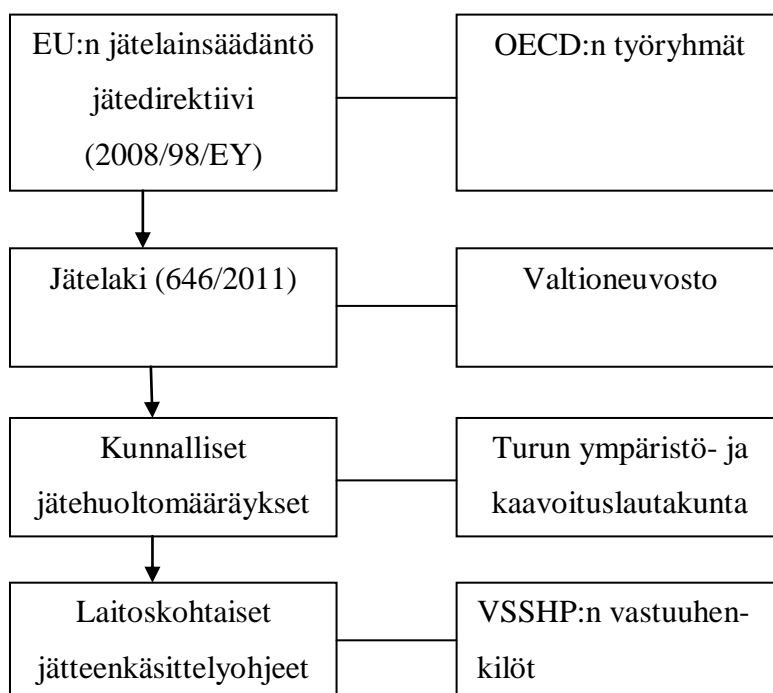 EU:n jätelainsäädäntö
jätedirektiivi
(2008/98/EY)
OECD:n työryhmät
Jätelaki (646/2011)
Valtioneuvosto
Kunnalliset
jätehuoltomääräykset
Turun ympäristö- ja
kaavoituslautakunta
Laitoskohtaiset
jätteenkäsittelyohjeet
VSSHP:n vastuuhen-
kilöt